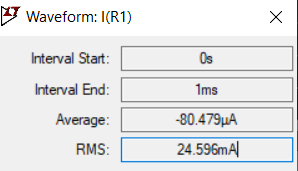 Waveform: I(R1)
Interval Start: 0s
Interval End: 1ms
Average: -80.479µA
RMS: 24.596mA